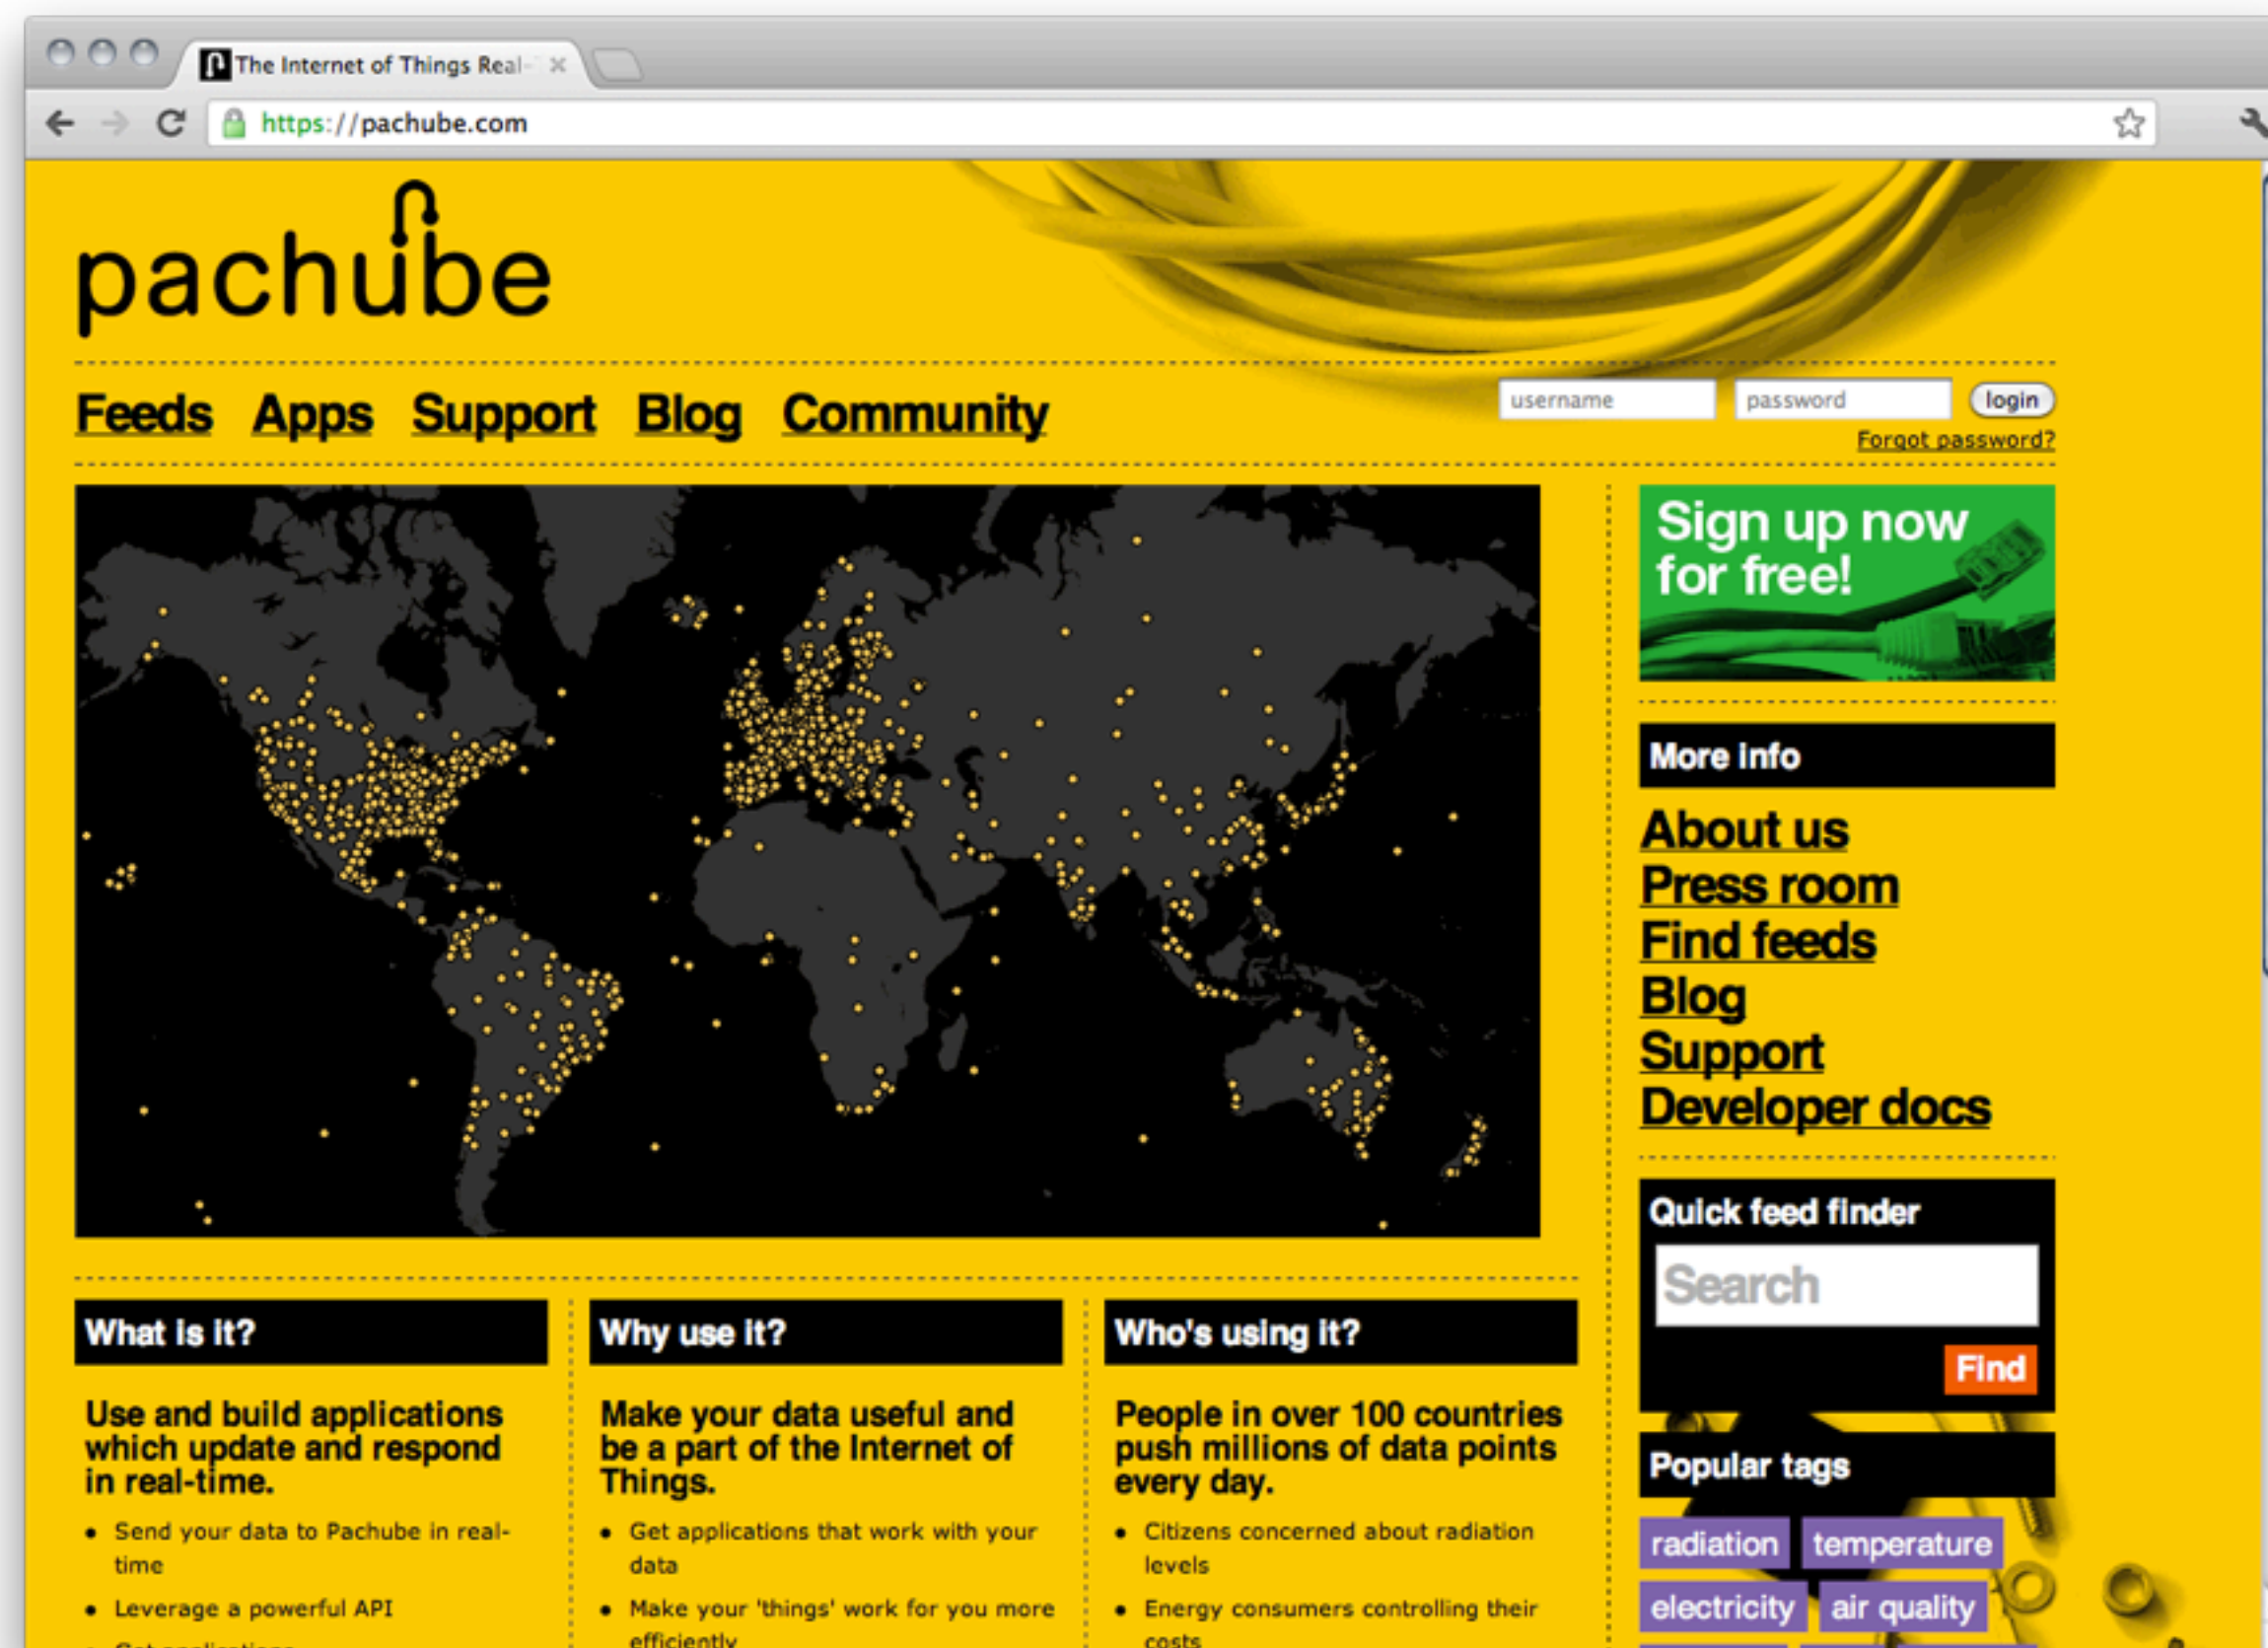 The Internet of Things Real-
https://pachube.com
pachube
Feeds Apps Support Blog Community
username password login
Forgot password?
Sign up now
for free!
More info
About us
Press room
Find feeds
Blog
Support
Developer docs
Quick feed finder
Search
Find
Popular tags
radiation temperature
electricity air quality
What is it?
Use and build applications
which update and respond
in real-time.
• Send your data to Pachube in real-
time
• Leverage a powerful API
Why use it?
Make your data useful and
be a part of the Internet of
Things.
• Get applications that work with your
data
• Make your 'things' work for you more
efficiently
Who's using it?
People in over 100 countries
push millions of data points
every day.
• Citizens concerned about radiation
levels
• Energy consumers controlling their
costs